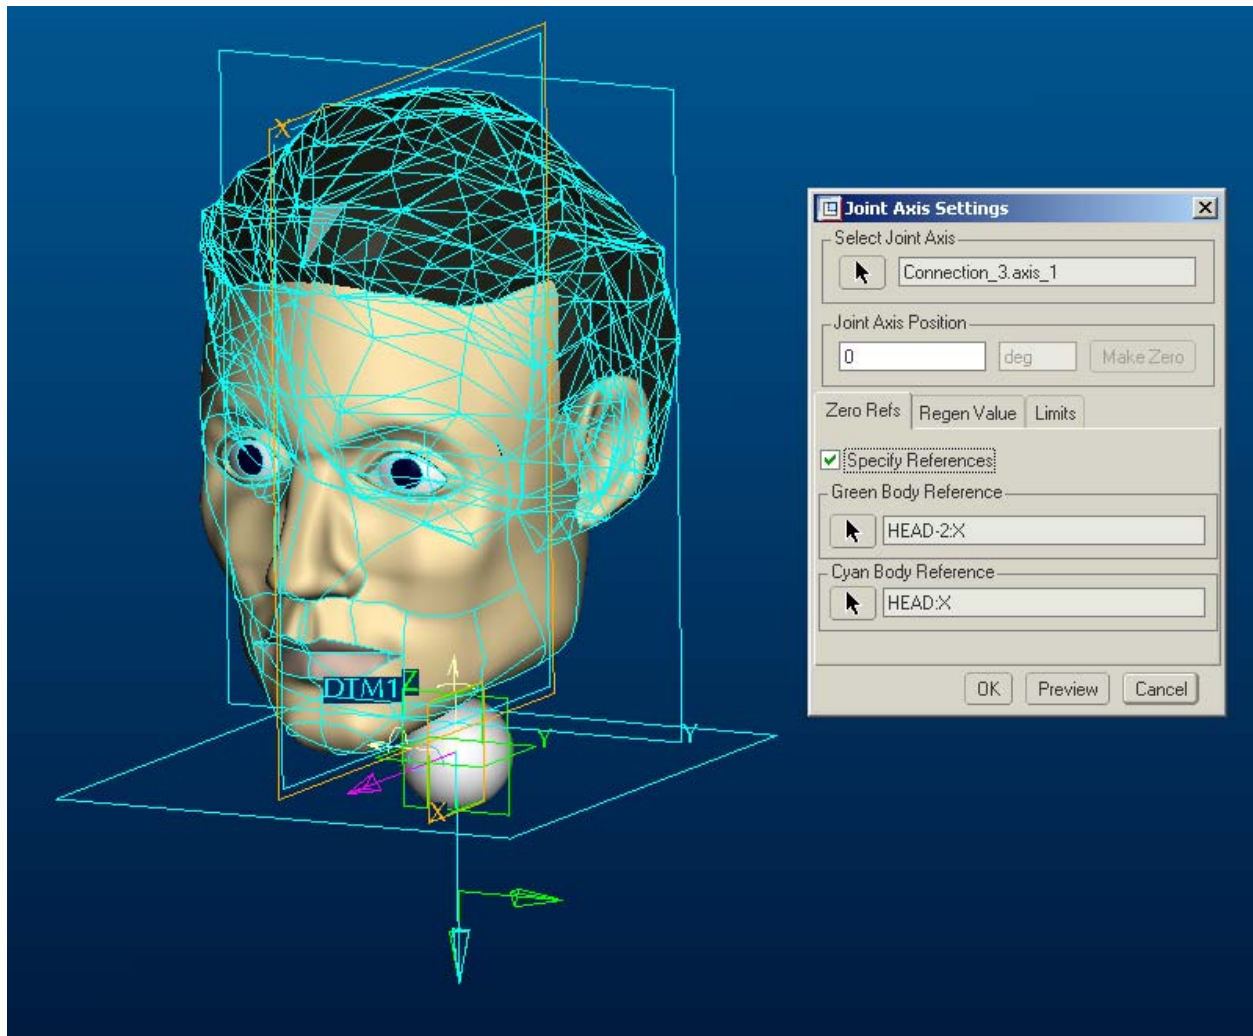 X
Joint Axis Settings
Select Joint Axis
Connection_3.axis_1
Joint Axis Position
0 deg Make Zero
Zero Refs Regen Value Limits
Specify References
Green Body Reference
HEAD-2:X
Cyan Body Reference
HEAD:X
OK Preview Cancel
DTM1 Z
Y Y
X